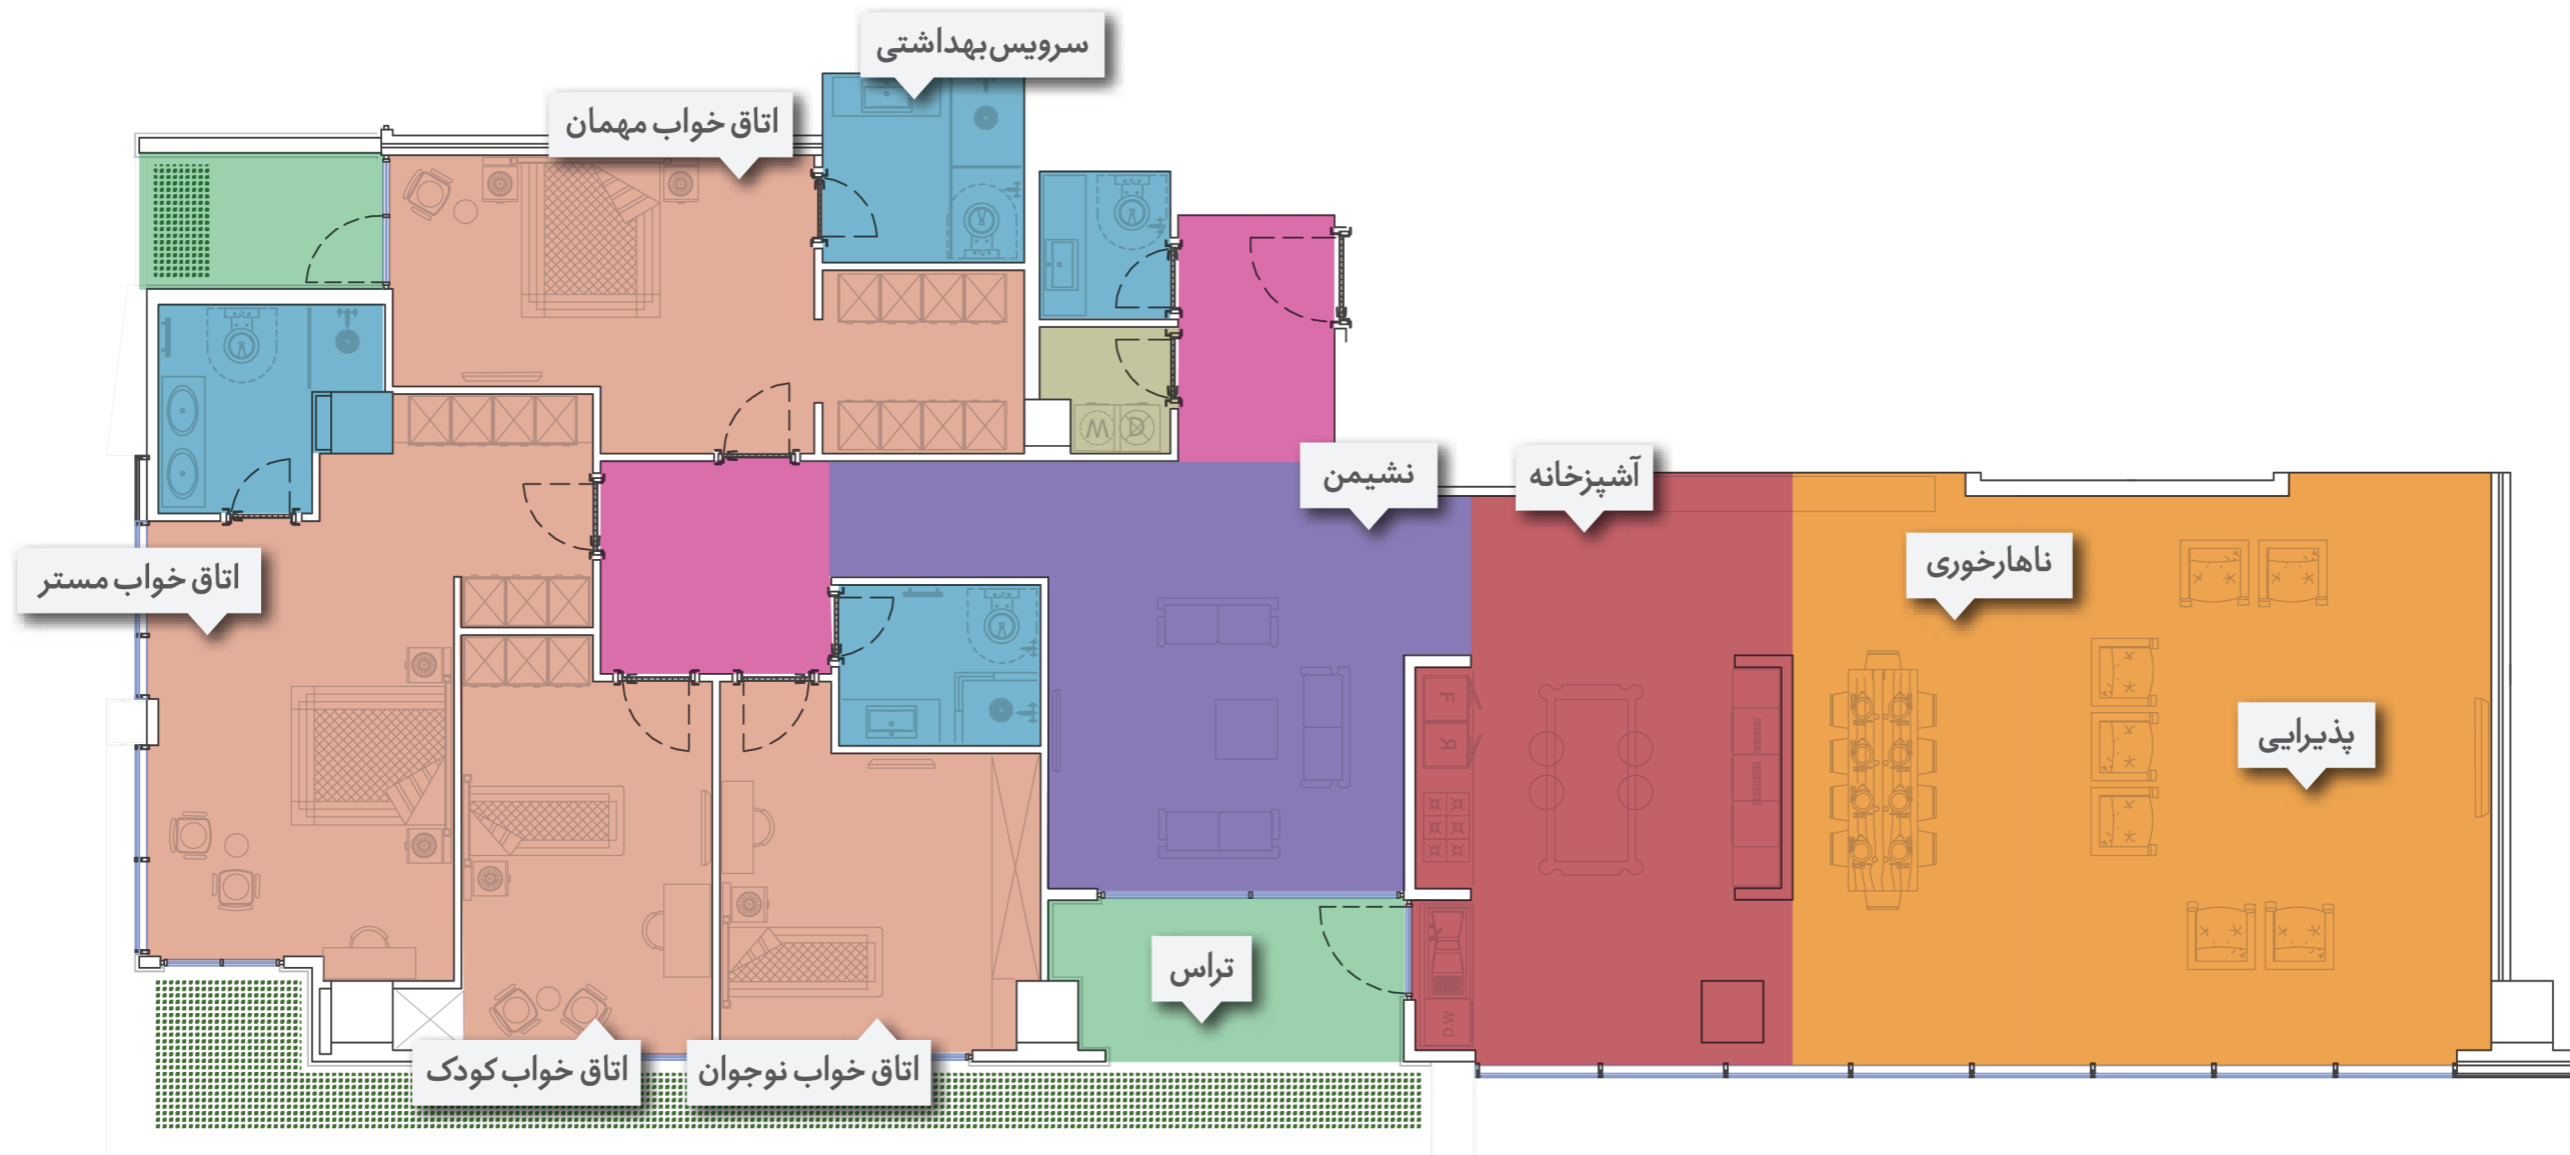 سرویس‌بهداشتی
اتاق خواب مهمان
نشیمن
آشپزخانه
ناهارخوری
پذیرایی
اتاق خواب مستر
تراس
اتاق خواب نوجوان
اتاق خواب کودک
W
D
F
R
D.W